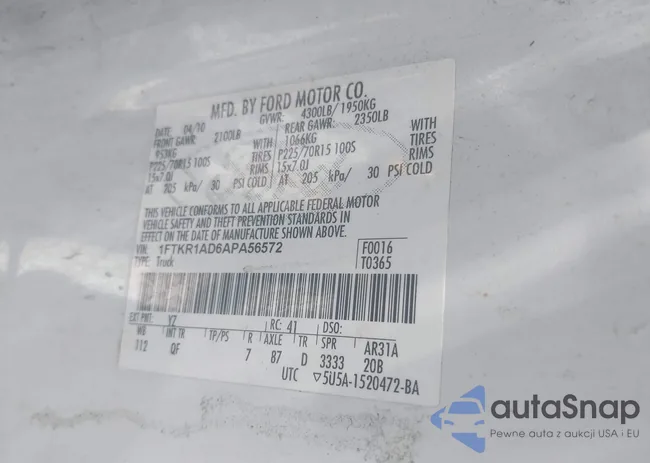 MFD. BY FORD MOTOR CO.
DATE: 04/10 GVWR: 4300LB/1950KG
FRONT GAWR: 2100LB REAR GAWR: 2350LB
953KG WITH 1066KG WITH
P225/70R15 100S TIRES P225/70R15 100S TIRES
15x7.0J RIMS 15x7.0J RIMS
AT 205 kPa/ 30 PSI COLD AT 205 kPa/ 30 PSI COLD
THIS VEHICLE CONFORMS TO ALL APPLICABLE FEDERAL MOTOR
VEHICLE SAFETY AND THEFT PREVENTION STANDARDS IN
EFFECT ON THE DATE OF MANUFACTURE SHOWN ABOVE.
VIN: 1FTKR1AD6APA56572 F0016
TYPE: Truck T0365
EXT PNT: YZ RC: 41 DSO:
WB INT TR TP/PS R AXLE TR SPR AR31A
112 QF 7 87 D 3333 20B
UTC ▽5U5A-1520472-BA
autaSnap
Pewne auta z aukcji USA i EU